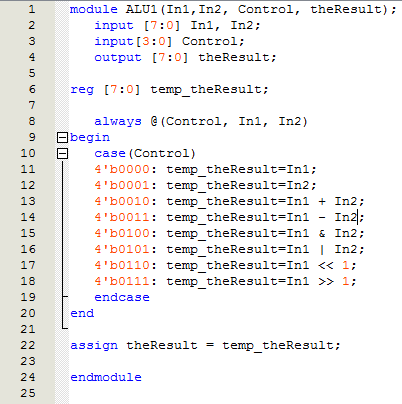 1 module ALU1(In1,In2, Control, theResult);
2 input [7:0] In1, In2;
3 input[3:0] Control;
4 output [7:0] theResult;
5
6 reg [7:0] temp_theResult;
7
8 always @(Control, In1, In2)
9 begin
10 case(Control)
11 4'b0000: temp_theResult=In1;
12 4'b0001: temp_theResult=In2;
13 4'b0010: temp_theResult=In1 + In2;
14 4'b0011: temp_theResult=In1 - In2;
15 4'b0100: temp_theResult=In1 & In2;
16 4'b0101: temp_theResult=In1 | In2;
17 4'b0110: temp_theResult=In1 << 1;
18 4'b0111: temp_theResult=In1 >> 1;
19 endcase
20 end
21
22 assign theResult = temp_theResult;
23
24 endmodule
25